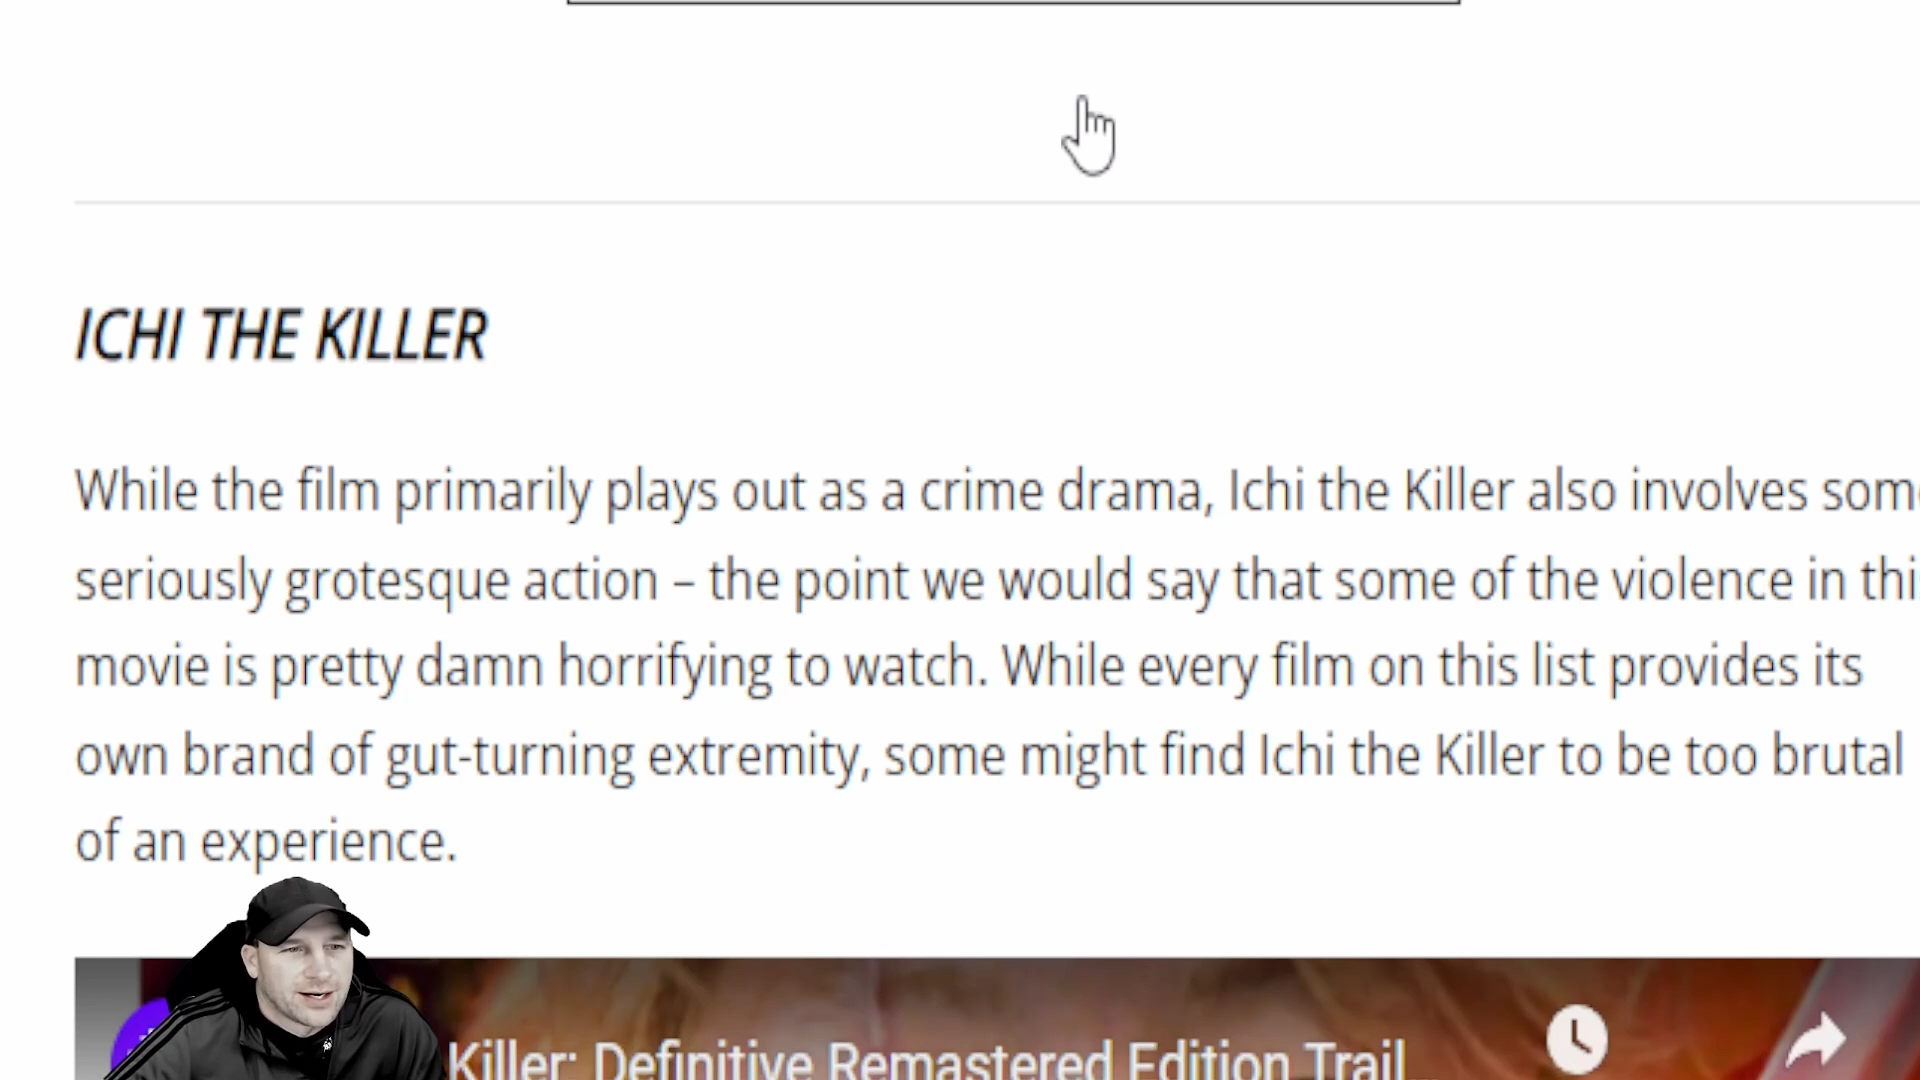 ICHI THE KILLER
While the film primarily plays out as a crime drama, Ichi the Killer also involves some
seriously grotesque action – the point we would say that some of the violence in this
movie is pretty damn horrifying to watch. While every film on this list provides its
own brand of gut-turning extremity, some might find Ichi the Killer to be too brutal
of an experience.
Killer: Definitive Remastered Edition Trail...